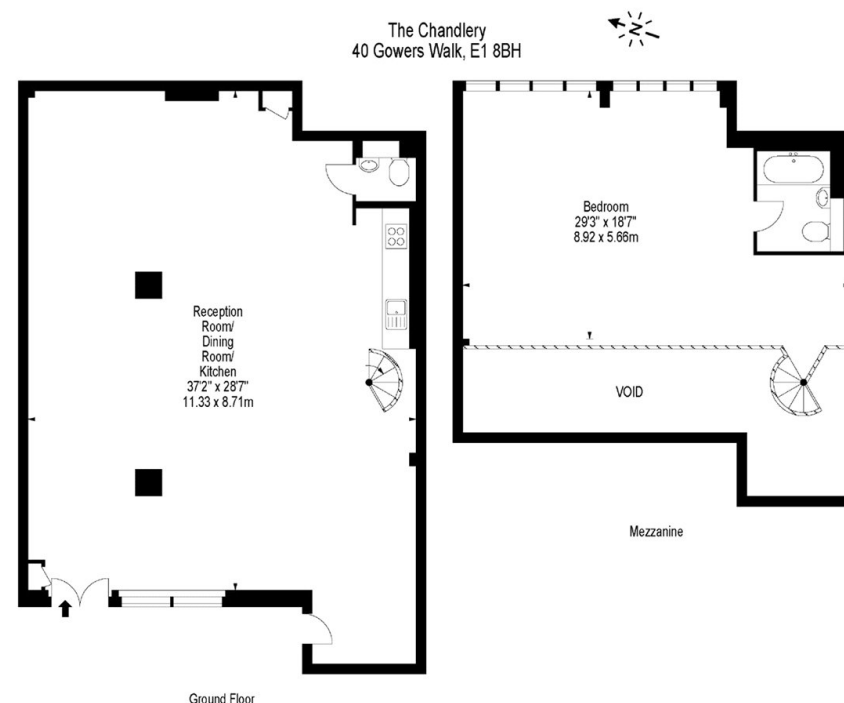 The Chandlery
40 Gowers Walk, E1 8BH
N
Reception
Room/
Dining
Room/
Kitchen
37'2" x 28'7"
11.33 x 8.71m
Ground Floor
Bedroom
29'3" x 18'7"
8.92 x 5.66m
VOID
Mezzanine